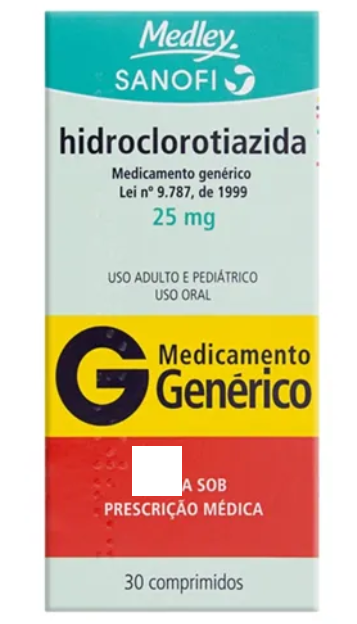 Medley.
SANOFI
hidroclorotiazida
Medicamento genérico
Lei nº 9.787, de 1999
25 mg
USO ADULTO E PEDIÁTRICO
USO ORAL
G Medicamento
Genérico
A SOB
PRESCRIÇÃO MÉDICA
30 comprimidos